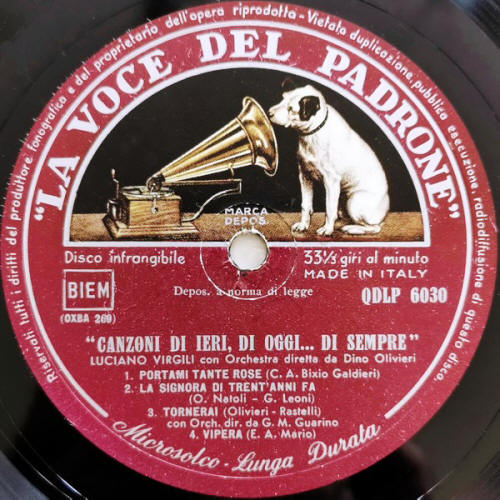 Riservati tutti i diritti del produttore fonografico e del proprietario dell'opera riprodotta - Vietata duplicazione, pubblica esecuzione, radiodiffusione di questo disco.
"LA VOCE DEL PADRONE"
MARCA
DEPOS.
Disco infrangibile
33⅓ giri al minuto
MADE IN ITALY
Depos. a norma di legge
BIEM
(OXBA 269)
QDLP 6030
"CANZONI DI IERI, DI OGGI... DI SEMPRE"
LUCIANO VIRGILI con Orchestra diretta da Dino Olivieri
1. PORTAMI TANTE ROSE (C. A. Bixio Galdieri)
2. LA SIGNORA DI TRENT'ANNI FA
(O. Natoli - G. Leoni)
3. TORNERAI (Olivieri - Rastelli)
con Orch. dir. da G. M. Guarino
4. VIPERA (E. A. Mario)
Microsolco - Lunga Durata